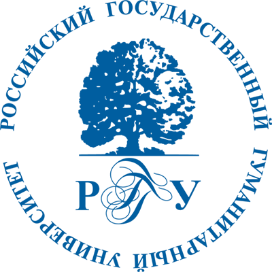 РОССИЙСКИЙ ГОСУДАРСТВЕННЫЙ ГУМАНИТАРНЫЙ УНИВЕРСИТЕТ
РГГУ